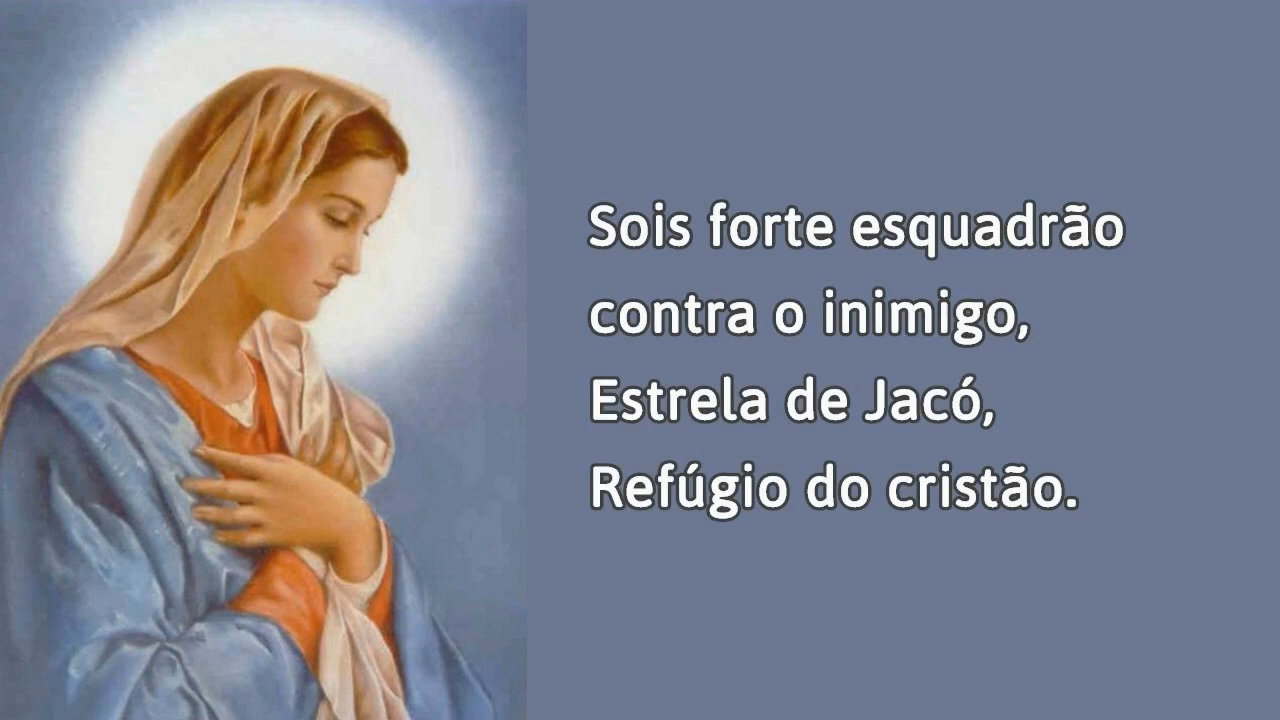 Sois forte esquadrão
contra o inimigo,
Estrela de Jacó,
Refúgio do cristão.